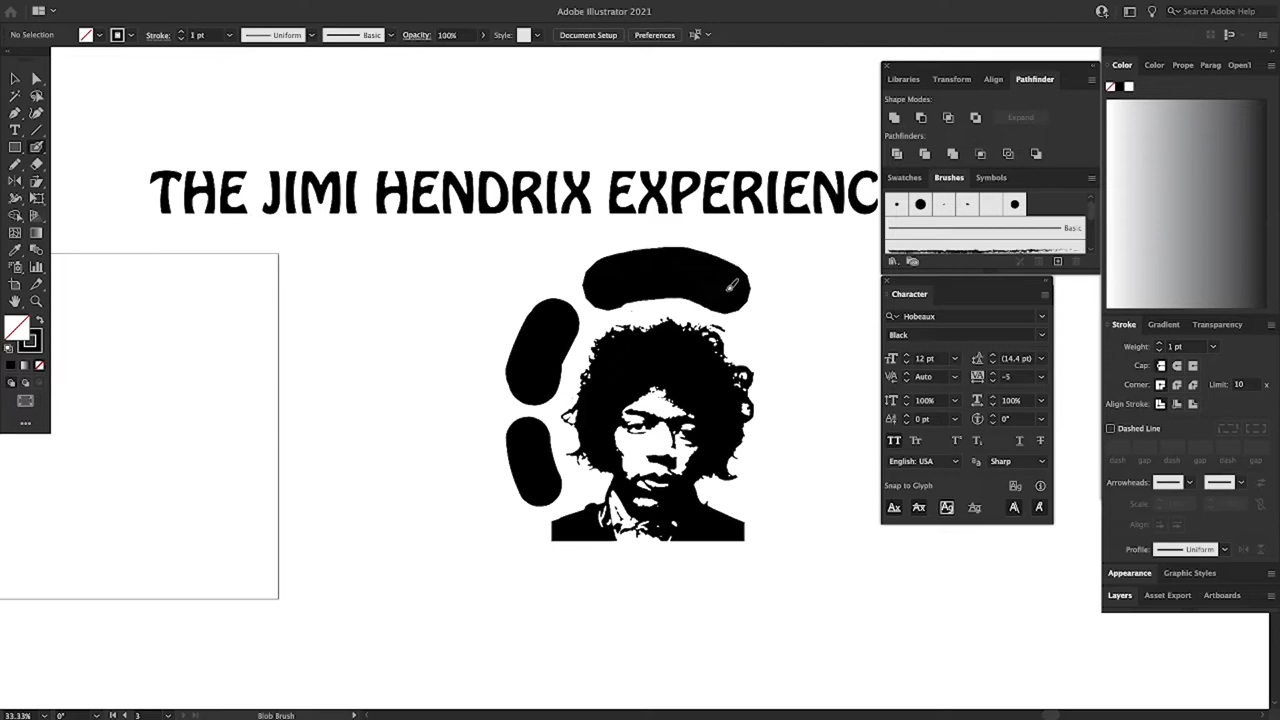 Adobe Illustrator 2021
Search Adobe Help
No Selection
Stroke:
1 pt
Uniform
Basic
Opacity:
100%
Style:
Document Setup
Preferences
Libraries
Transform
Align
Pathfinder
Shape Modes:
Expand
Pathfinders:
Swatches
Brushes
Symbols
Basic
THE JIMI HENDRIX EXPERIENC
Character
Hobeaux
Black
12 pt
(14.4 pt)
Auto
-5
100%
100%
0 pt
0°
English: USA
Sharp
Snap to Glyph
Color
Color
Prope
Parag
OpenT
Stroke
Gradient
Transparency
Weight:
1 pt
Cap:
Corner:
Limit:
10
x
Align Stroke:
Dashed Line
dash
gap
dash
gap
dash
gap
Arrowheads:
Scale:
Align:
Profile:
Uniform
Appearance
Graphic Styles
Layers
Asset Export
Artboards
33.33%
0°
3
Blob Brush